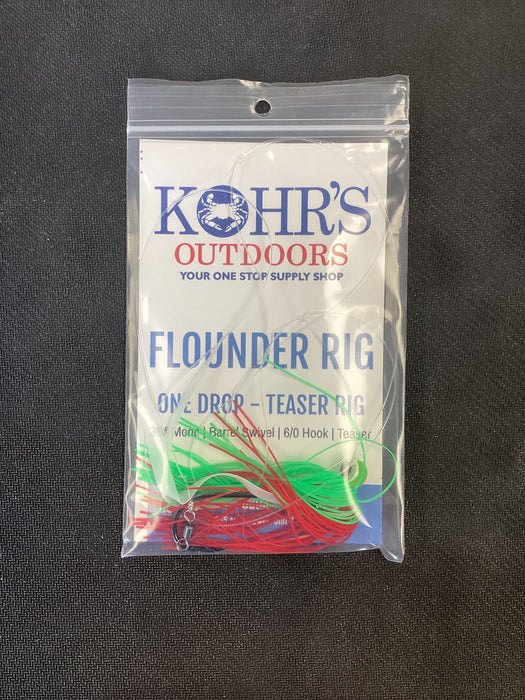 KOHR'S
OUTDOORS
YOUR ONE STOP SUPPLY SHOP
FLOUNDER RIG
ONE DROP - TEASER RIG
Mono | Barrel Swivel | 6/0 Hook | Teaser